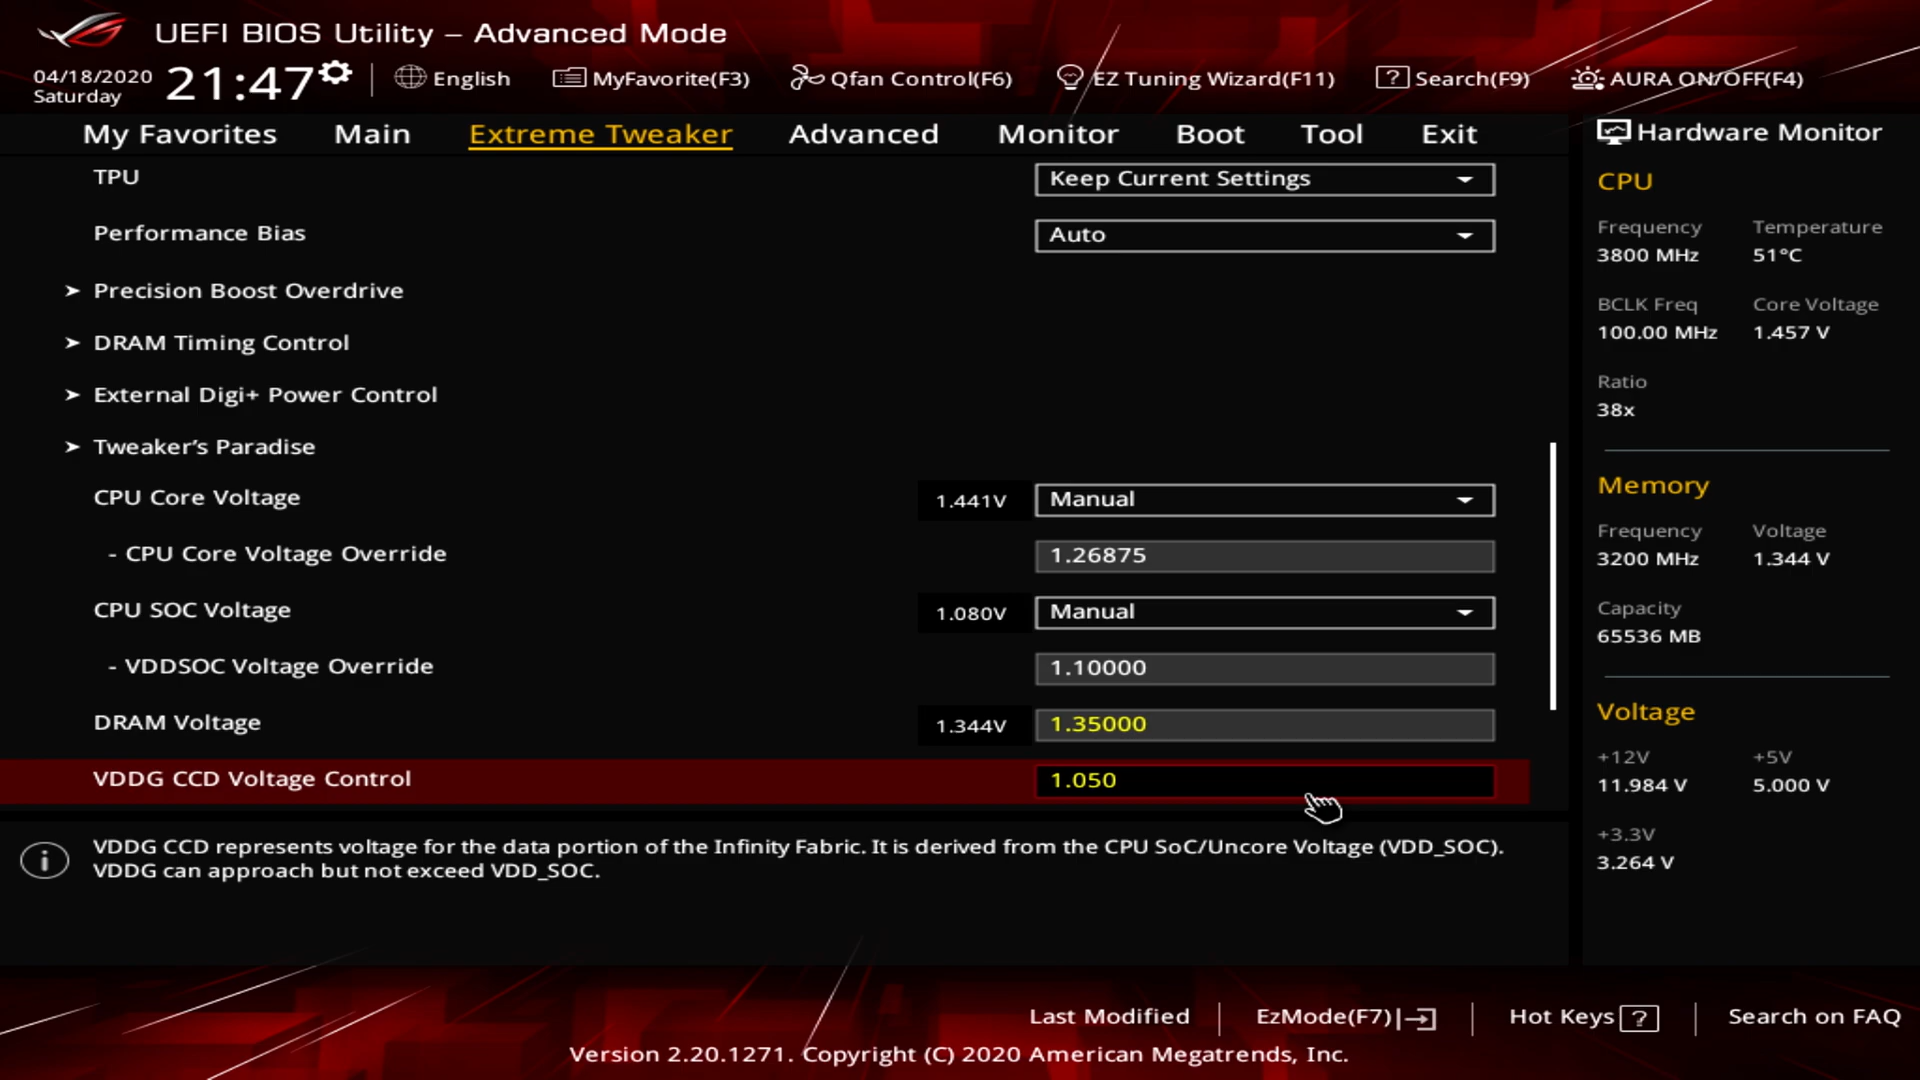 UEFI BIOS Utility – Advanced Mode
04/18/2020
Saturday
21:47
English
MyFavorite(F3)
Qfan Control(F6)
EZ Tuning Wizard(F11)
? Search(F9)
AURA ON/OFF(F4)
My Favorites
Main
Extreme Tweaker
Advanced
Monitor
Boot
Tool
Exit
TPU
Keep Current Settings
Performance Bias
Auto
Precision Boost Overdrive
DRAM Timing Control
External Digi+ Power Control
Tweaker's Paradise
CPU Core Voltage
1.441V
Manual
- CPU Core Voltage Override
1.26875
CPU SOC Voltage
1.080V
Manual
- VDDSOC Voltage Override
1.10000
DRAM Voltage
1.344V
1.35000
VDDG CCD Voltage Control
1.050
i
VDDG CCD represents voltage for the data portion of the Infinity Fabric. It is derived from the CPU SoC/Uncore Voltage (VDD_SOC).
VDDG can approach but not exceed VDD_SOC.
Hardware Monitor
CPU
Frequency Temperature
3800 MHz 51°C
BCLK Freq Core Voltage
100.00 MHz 1.457 V
Ratio
38x
Memory
Frequency Voltage
3200 MHz 1.344 V
Capacity
65536 MB
Voltage
+12V +5V
11.984 V 5.000 V
+3.3V
3.264 V
Last Modified
EzMode(F7)
Hot Keys ?
Search on FAQ
Version 2.20.1271. Copyright (C) 2020 American Megatrends, Inc.